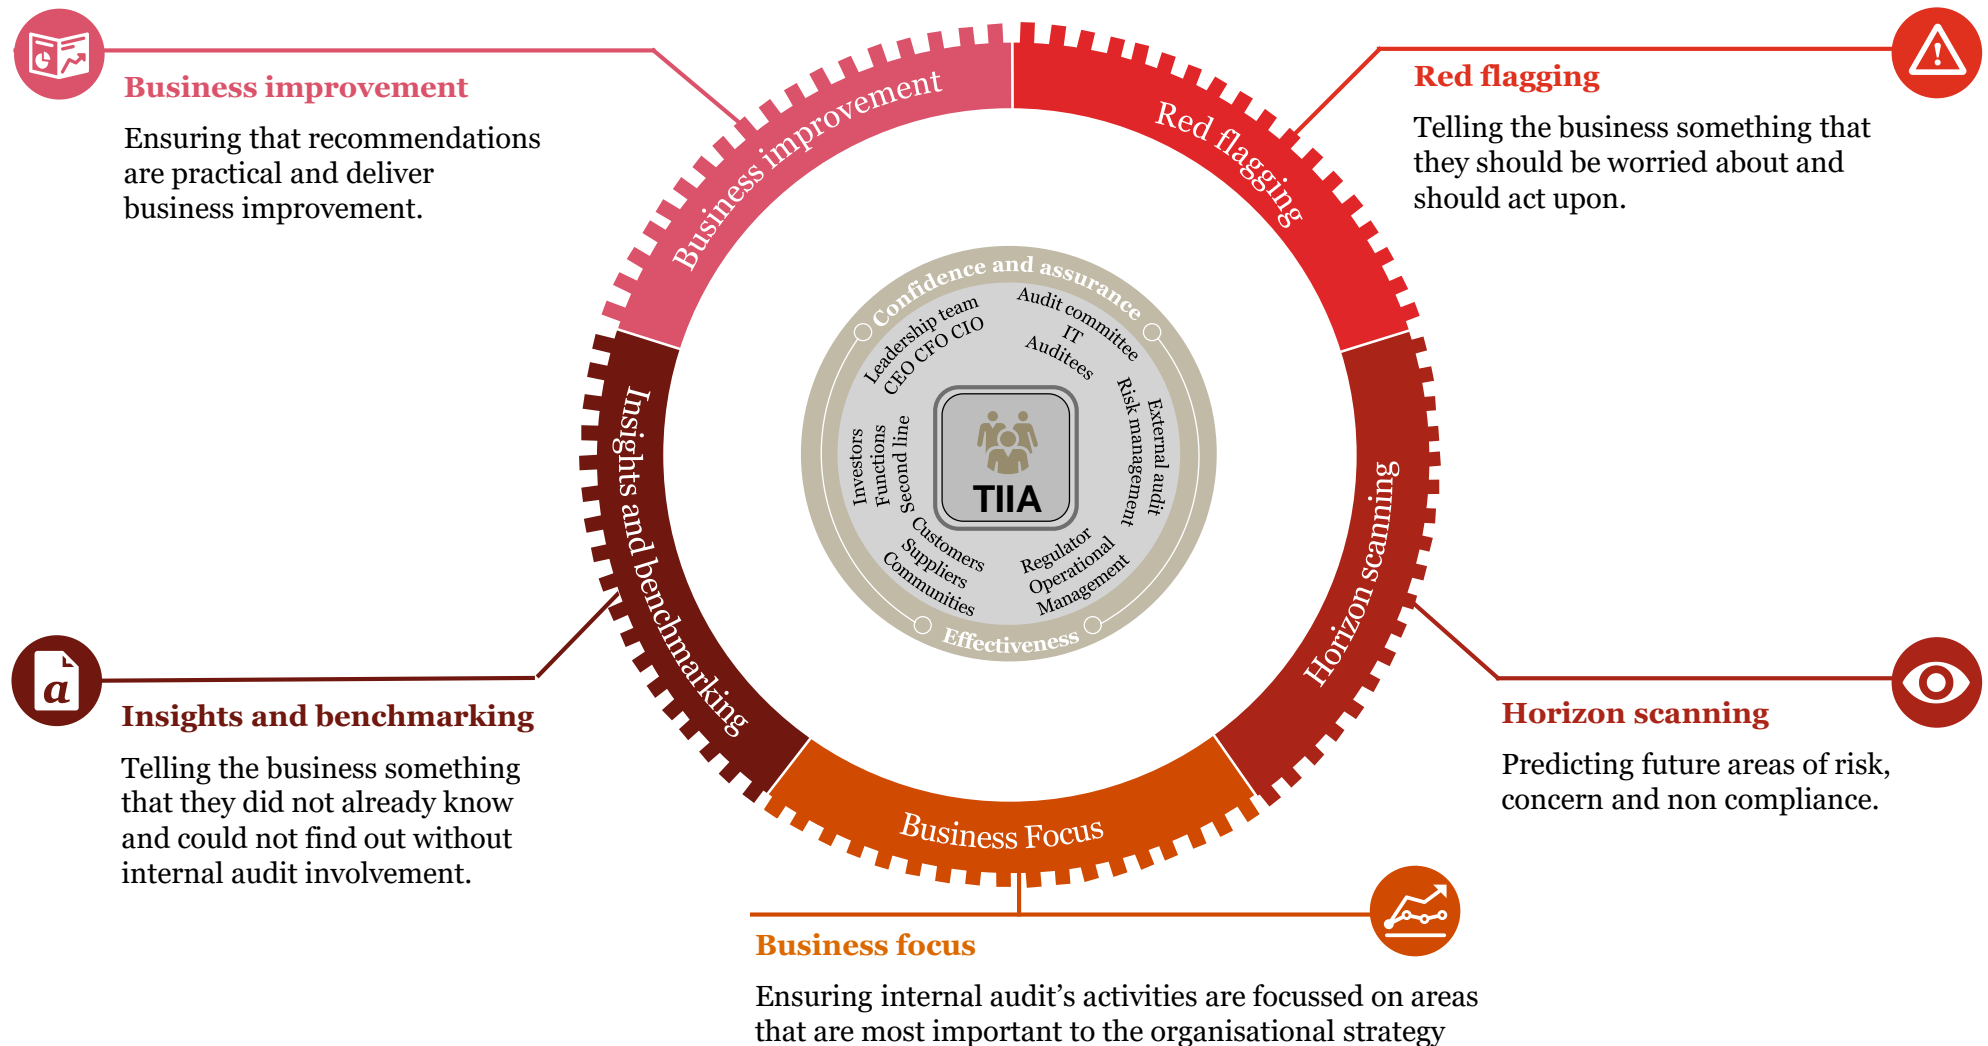 Business improvement
Ensuring that recommendations
are practical and deliver
business improvement.
Red flagging
Telling the business something that
they should be worried about and
should act upon.
Business improvement
Red flagging
Confidence and assurance
Leadership team
CEO CFO CIO
Audit committee
IT
Auditees
Investors
Functions
Second line
TIIA
External audit
Risk management
Customers
Suppliers
Communities
Regulator
Operational
Management
Effectiveness
Insights and benchmarking
Horizon scanning
Business Focus
a
Insights and benchmarking
Telling the business something
that they did not already know
and could not find out without
internal audit involvement.
Horizon scanning
Predicting future areas of risk,
concern and non compliance.
Business focus
Ensuring internal audit’s activities are focussed on areas
that are most important to the organisational strategy